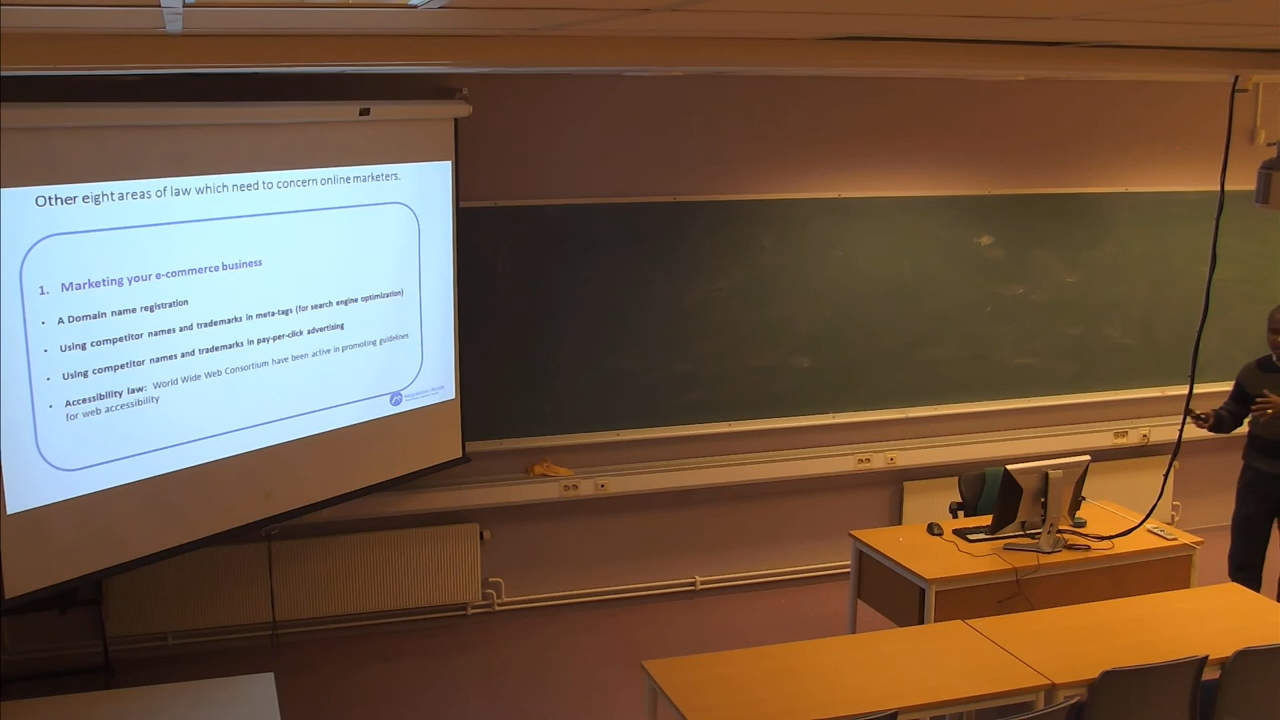 Other eight areas of law which need to concern online marketers.
1. Marketing your e-commerce business
• A Domain name registration
• Using competitor names and trademarks in meta-tags (for search engine optimization)
• Using competitor names and trademarks in pay-per-click advertising
• Accessibility law: World Wide Web Consortium have been active in promoting guidelines
for web accessibility